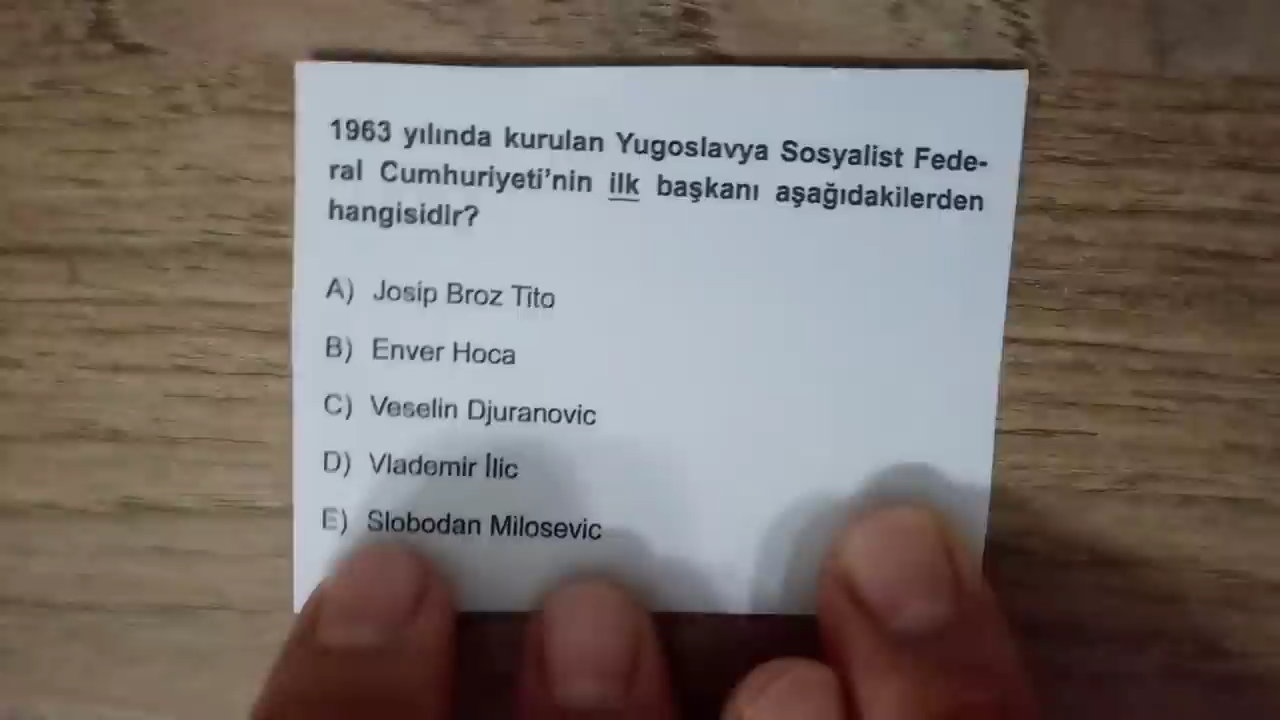 1963 yılında kurulan Yugoslavya Sosyalist Fede-
ral Cumhuriyeti’nin ilk başkanı aşağıdakilerden
hangisidir?
A) Josip Broz Tito
B) Enver Hoca
C) Veselin Djuranovic
D) Vlademir İlic
E) Slobodan Milosevic